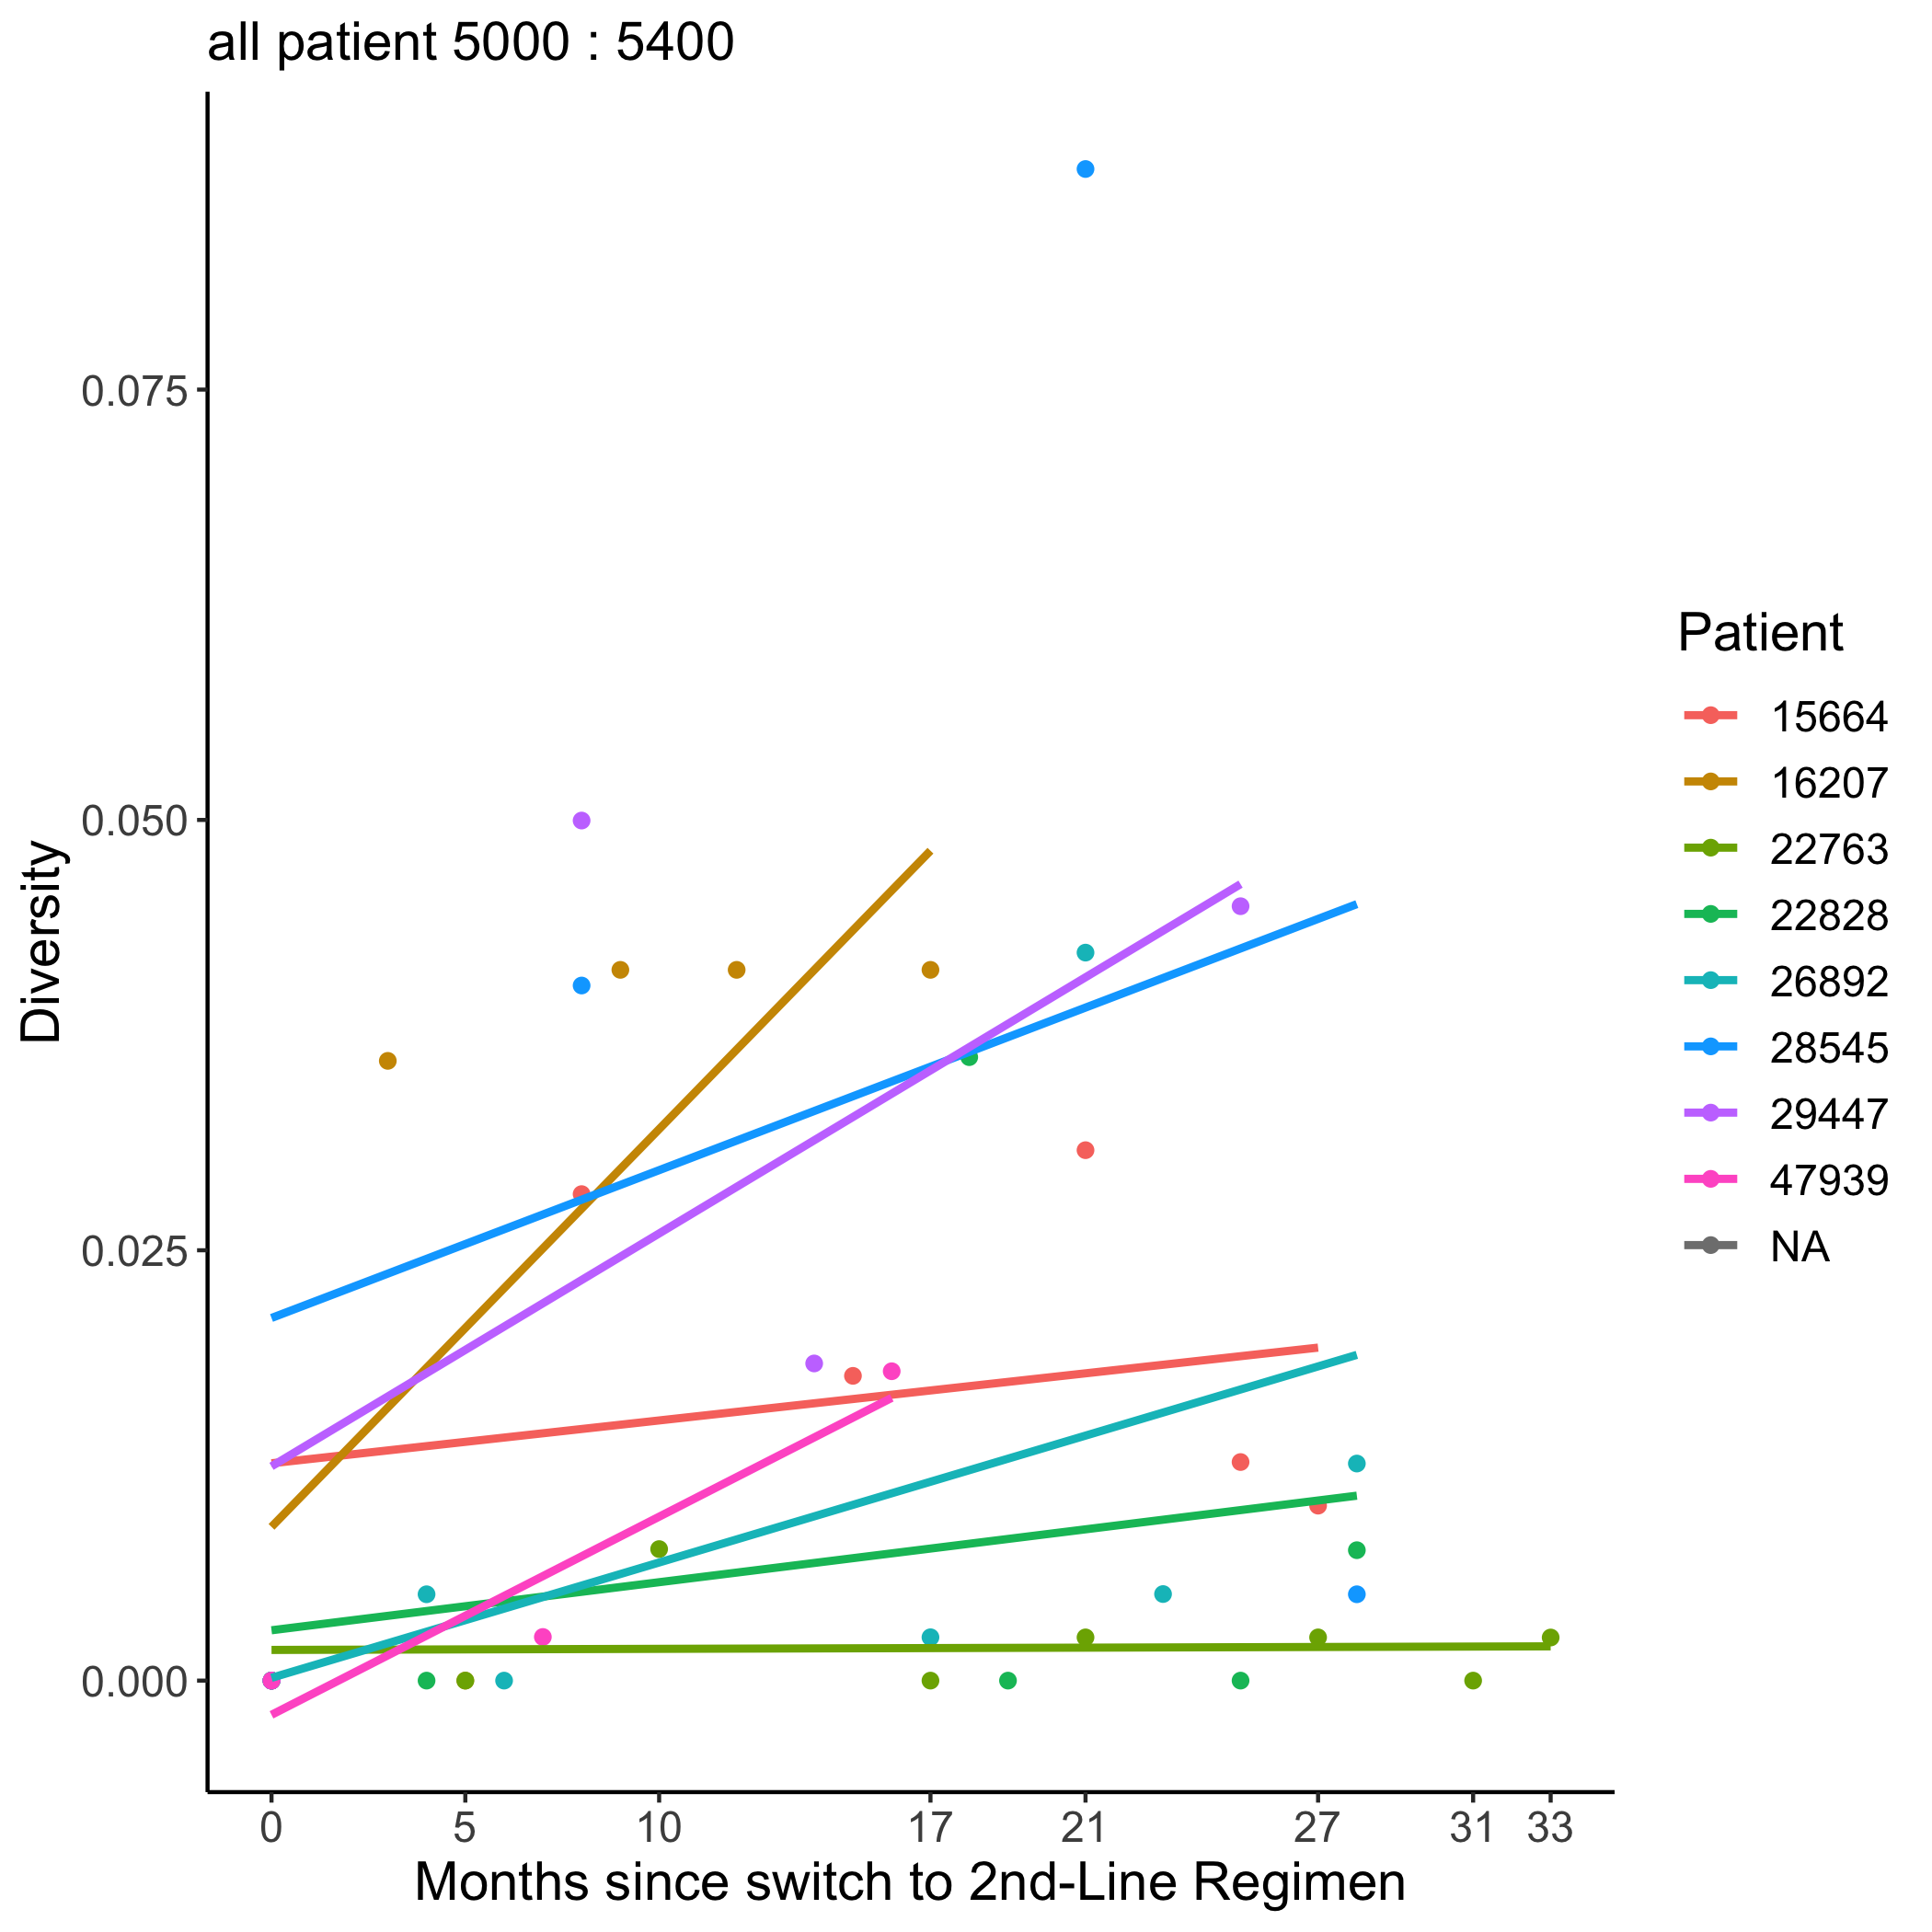 all patient 5000 : 5400
Diversity
0.075
0.050
0.025
0.000
0 5 10 17 21 27 31 33
Months since switch to 2nd-Line Regimen
Patient
15664
16207
22763
22828
26892
28545
29447
47939
NA